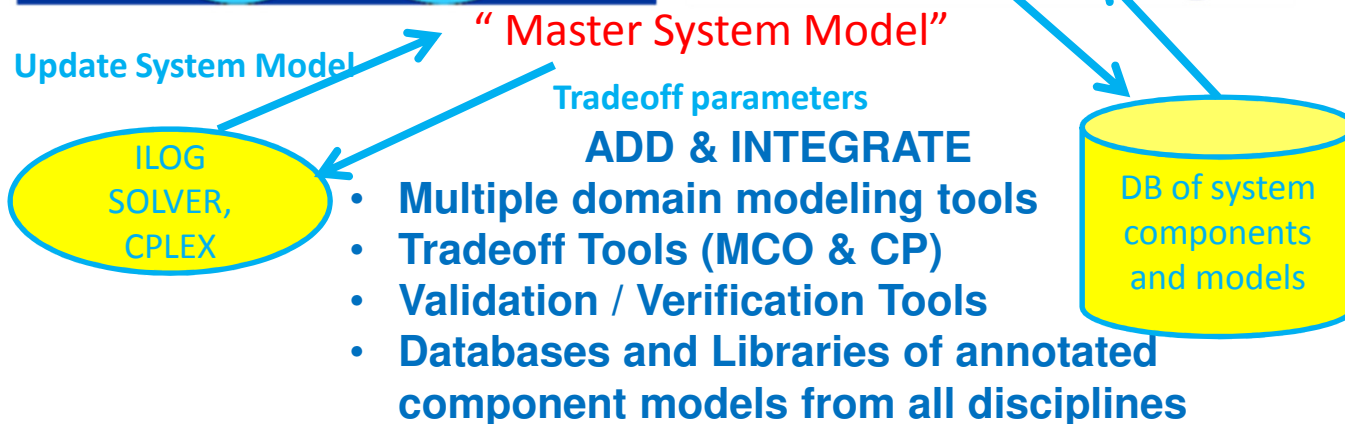 “ Master System Model”
Update System Model
Tradeoff parameters
ILOG
SOLVER,
CPLEX
ADD & INTEGRATE
• Multiple domain modeling tools
• Tradeoff Tools (MCO & CP)
• Validation / Verification Tools
• Databases and Libraries of annotated
component models from all disciplines
DB of system
components
and models